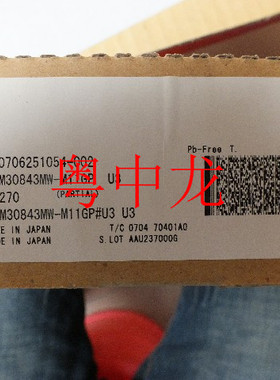 Pb-Free T.
0706251054-002
M30843MW-M11GP U3
270 (PARTIAL)
粤中龙
M30843MW-M11GP#U3 U3
IN JAPAN T/C 0704 70401A0
IN JAPAN S.LOT AAU237000G